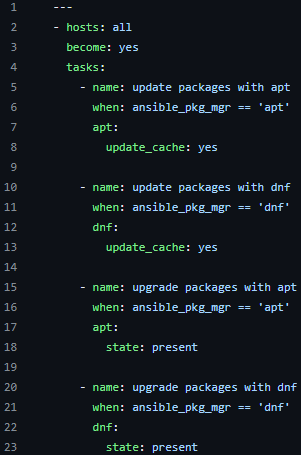 1 ---
2 - hosts: all
3   become: yes
4   tasks:
5     - name: update packages with apt
6       when: ansible_pkg_mgr == 'apt'
7       apt:
8         update_cache: yes
9
10     - name: update packages with dnf
11       when: ansible_pkg_mgr == 'dnf'
12       dnf:
13         update_cache: yes
14
15     - name: upgrade packages with apt
16       when: ansible_pkg_mgr == 'apt'
17       apt:
18         state: present
19
20     - name: upgrade packages with dnf
21       when: ansible_pkg_mgr == 'dnf'
22       dnf:
23         state: present